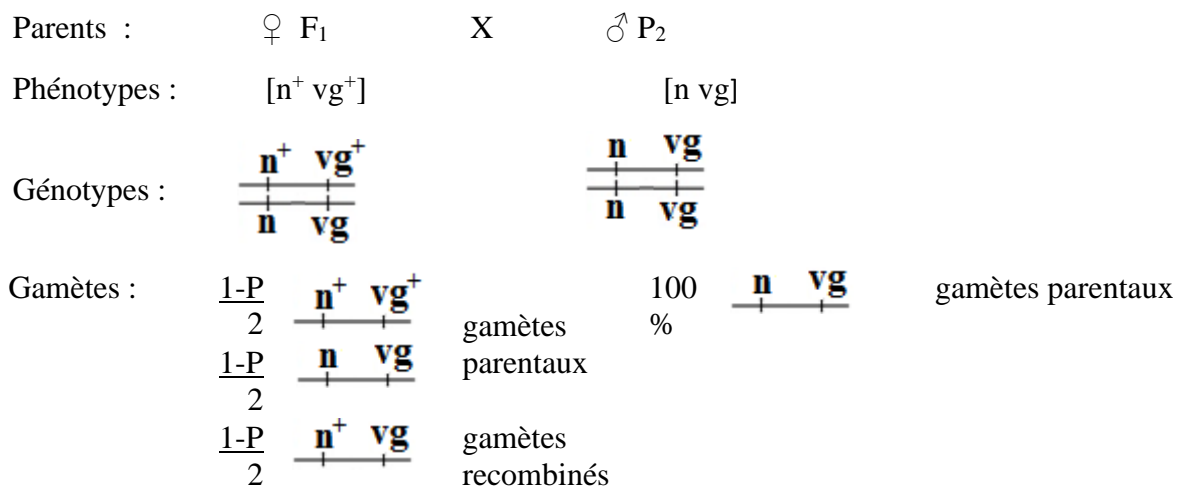 Parents : ♀ F₁ X ♂ P₂
Phénotypes : [n⁺ vg⁺] [n vg]
n⁺ vg⁺ n vg
Génotypes :
n vg n vg
Gamètes : 1-P n⁺ vg⁺ 100 n vg gamètes parentaux
2 gamètes %
1-P n vg parentaux
2
1-P n⁺ vg gamètes
2 recombinés